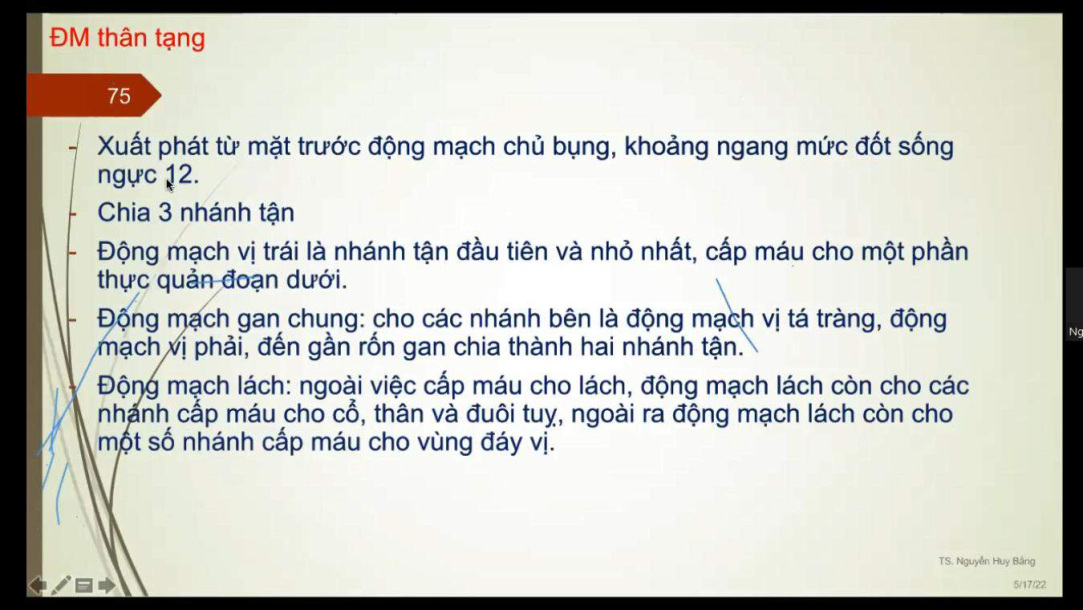 ĐM thân tạng
75
- Xuất phát từ mặt trước động mạch chủ bụng, khoảng ngang mức đốt sống
ngực 12.
- Chia 3 nhánh tận
- Động mạch vị trái là nhánh tận đầu tiên và nhỏ nhất, cấp máu cho một phần
thực quản đoạn dưới.
- Động mạch gan chung: cho các nhánh bên là động mạch vị tá tràng, động
mạch vị phải, đến gần rốn gan chia thành hai nhánh tận.
- Động mạch lách: ngoài việc cấp máu cho lách, động mạch lách còn cho các
nhánh cấp máu cho cổ, thân và đuôi tuỵ, ngoài ra động mạch lách còn cho
một số nhánh cấp máu cho vùng đáy vị.
Ng
TS. Nguyễn Huy Bằng
5/17/22